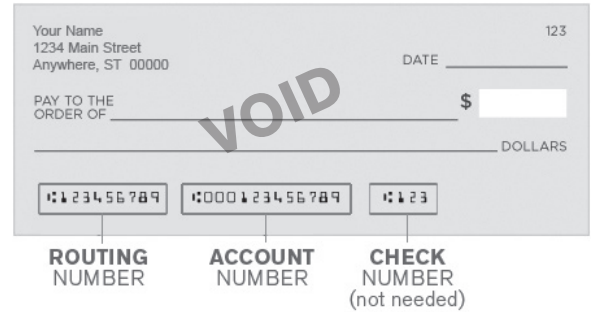 Your Name 123
1234 Main Street
Anywhere, ST 00000
DATE
VOID
PAY TO THE
ORDER OF $
DOLLARS
⑆123456789 ⑆000123456789 ⑆123
ROUTING ACCOUNT CHECK
NUMBER NUMBER NUMBER
(not needed)